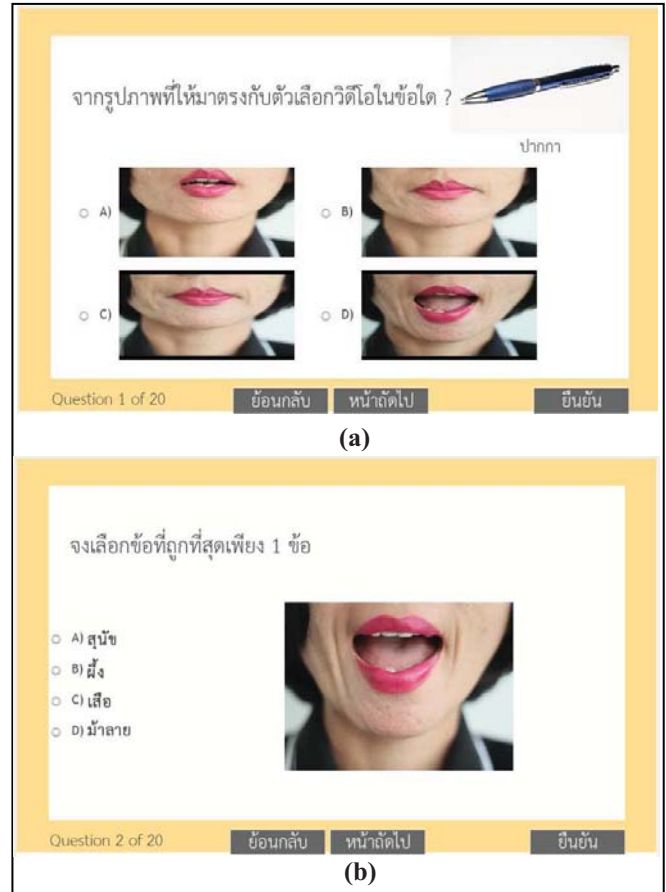 จากรูปภาพที่ให้มาตรงกับตัวเลือกวิดีโอในข้อใด ?
ปากกา
A)
B)
C)
D)
Question 1 of 20
ย้อนกลับ
หน้าถัดไป
ยืนยัน
(a)
จงเลือกข้อที่ถูกที่สุดเพียง 1 ข้อ
A) สุนัข
B) ผึ้ง
C) เสือ
D) ม้าลาย
Question 2 of 20
ย้อนกลับ
หน้าถัดไป
ยืนยัน
(b)